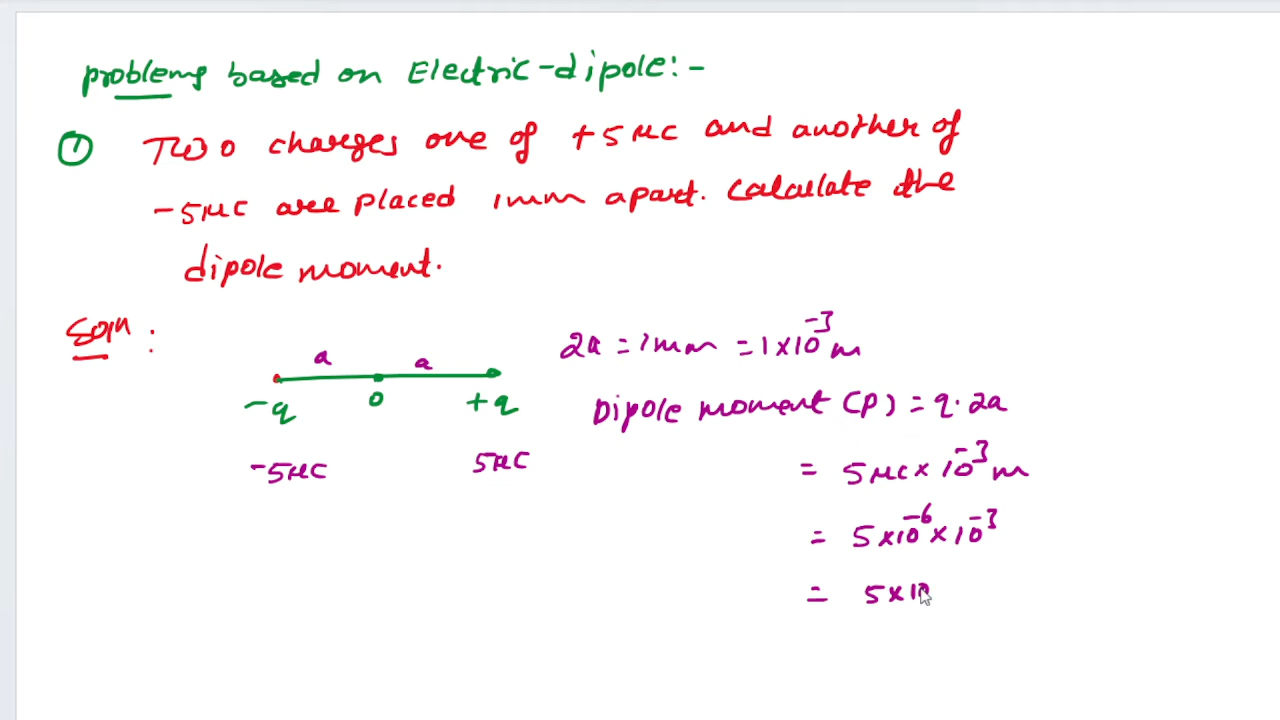 problems based on Electric-dipole:-
① Two charges one of +5μC and another of
-5μC are placed 1mm apart. Calculate the
dipole moment.
Soln:
a a
-q 0 +q
-5μC 5μC
2a = 1mm = 1×10⁻³ m
Dipole moment (P) = q·2a
= 5μC × 10⁻³ m
= 5×10⁻⁶ × 10⁻³
= 5×10